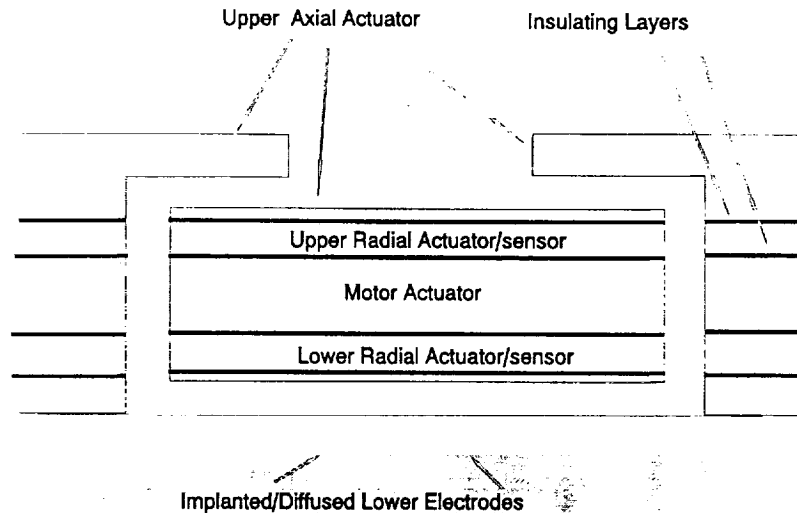 Upper Axial Actuator
Insulating Layers
Upper Radial Actuator/sensor
Motor Actuator
Lower Radial Actuator/sensor
Implanted/Diffused Lower Electrodes